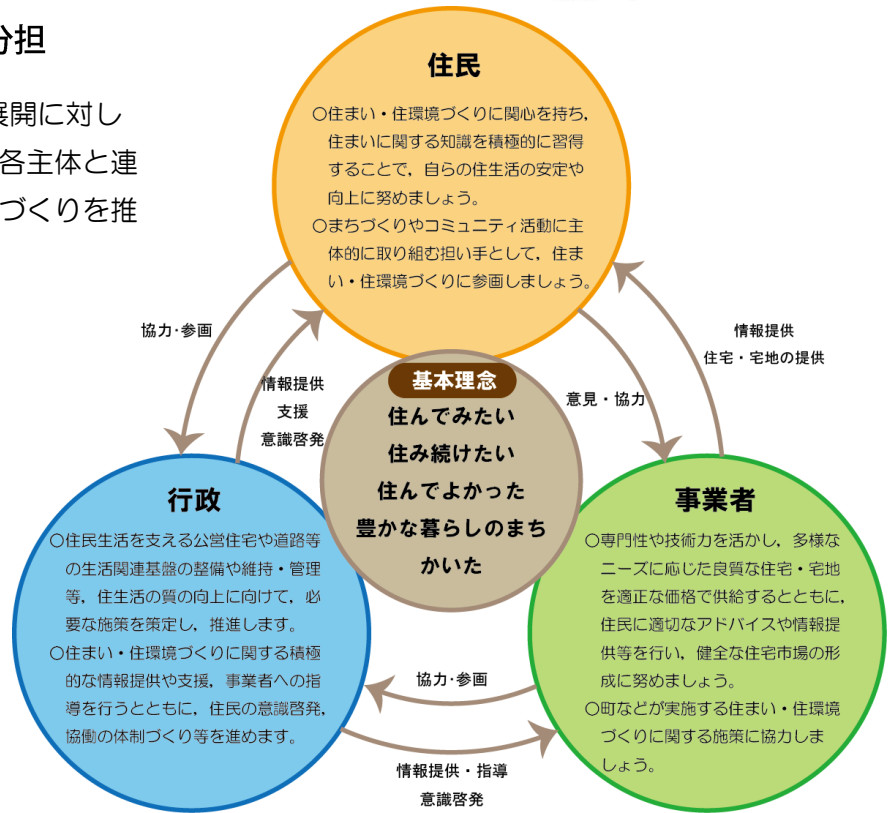 分担
展開に対し
各主体と連
づくりを推
住民
○住まい・住環境づくりに関心を持ち,
住まいに関する知識を積極的に習得
することで,自らの住生活の安定や
向上に努めましょう。
○まちづくりやコミュニティ活動に主
体的に取り組む担い手として,住ま
い・住環境づくりに参画しましょう。
協力・参画
情報提供
支援
意識啓発
意見・協力
情報提供
住宅・宅地の提供
基本理念
住んでみたい
住み続けたい
住んでよかった
豊かな暮らしのまち
かいた
行政
○住民生活を支える公営住宅や道路等
の生活関連基盤の整備や維持・管理
等,住生活の質の向上に向けて,必
要な施策を策定し,推進します。
○住まい・住環境づくりに関する積極
的な情報提供や支援,事業者への指
導を行うとともに,住民の意識啓発,
協働の体制づくり等を進めます。
事業者
○専門性や技術力を活かし,多様な
ニーズに応じた良質な住宅・宅地
を適正な価格で供給するとともに,
住民に適切なアドバイスや情報提
供等を行い,健全な住宅市場の形
成に努めましょう。
○町などが実施する住まい・住環境
づくりに関する施策に協力しま
しょう。
協力・参画
情報提供・指導
意識啓発